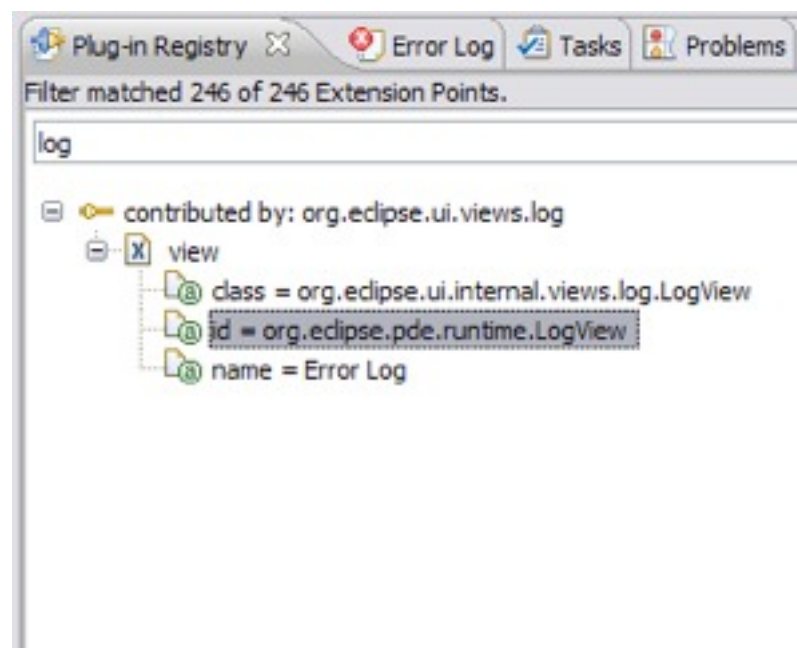 Plug-in Registry Error Log Tasks Problems
Filter matched 246 of 246 Extension Points.
log
contributed by: org.eclipse.ui.views.log
view
class = org.eclipse.ui.internal.views.log.LogView
id = org.eclipse.pde.runtime.LogView
name = Error Log